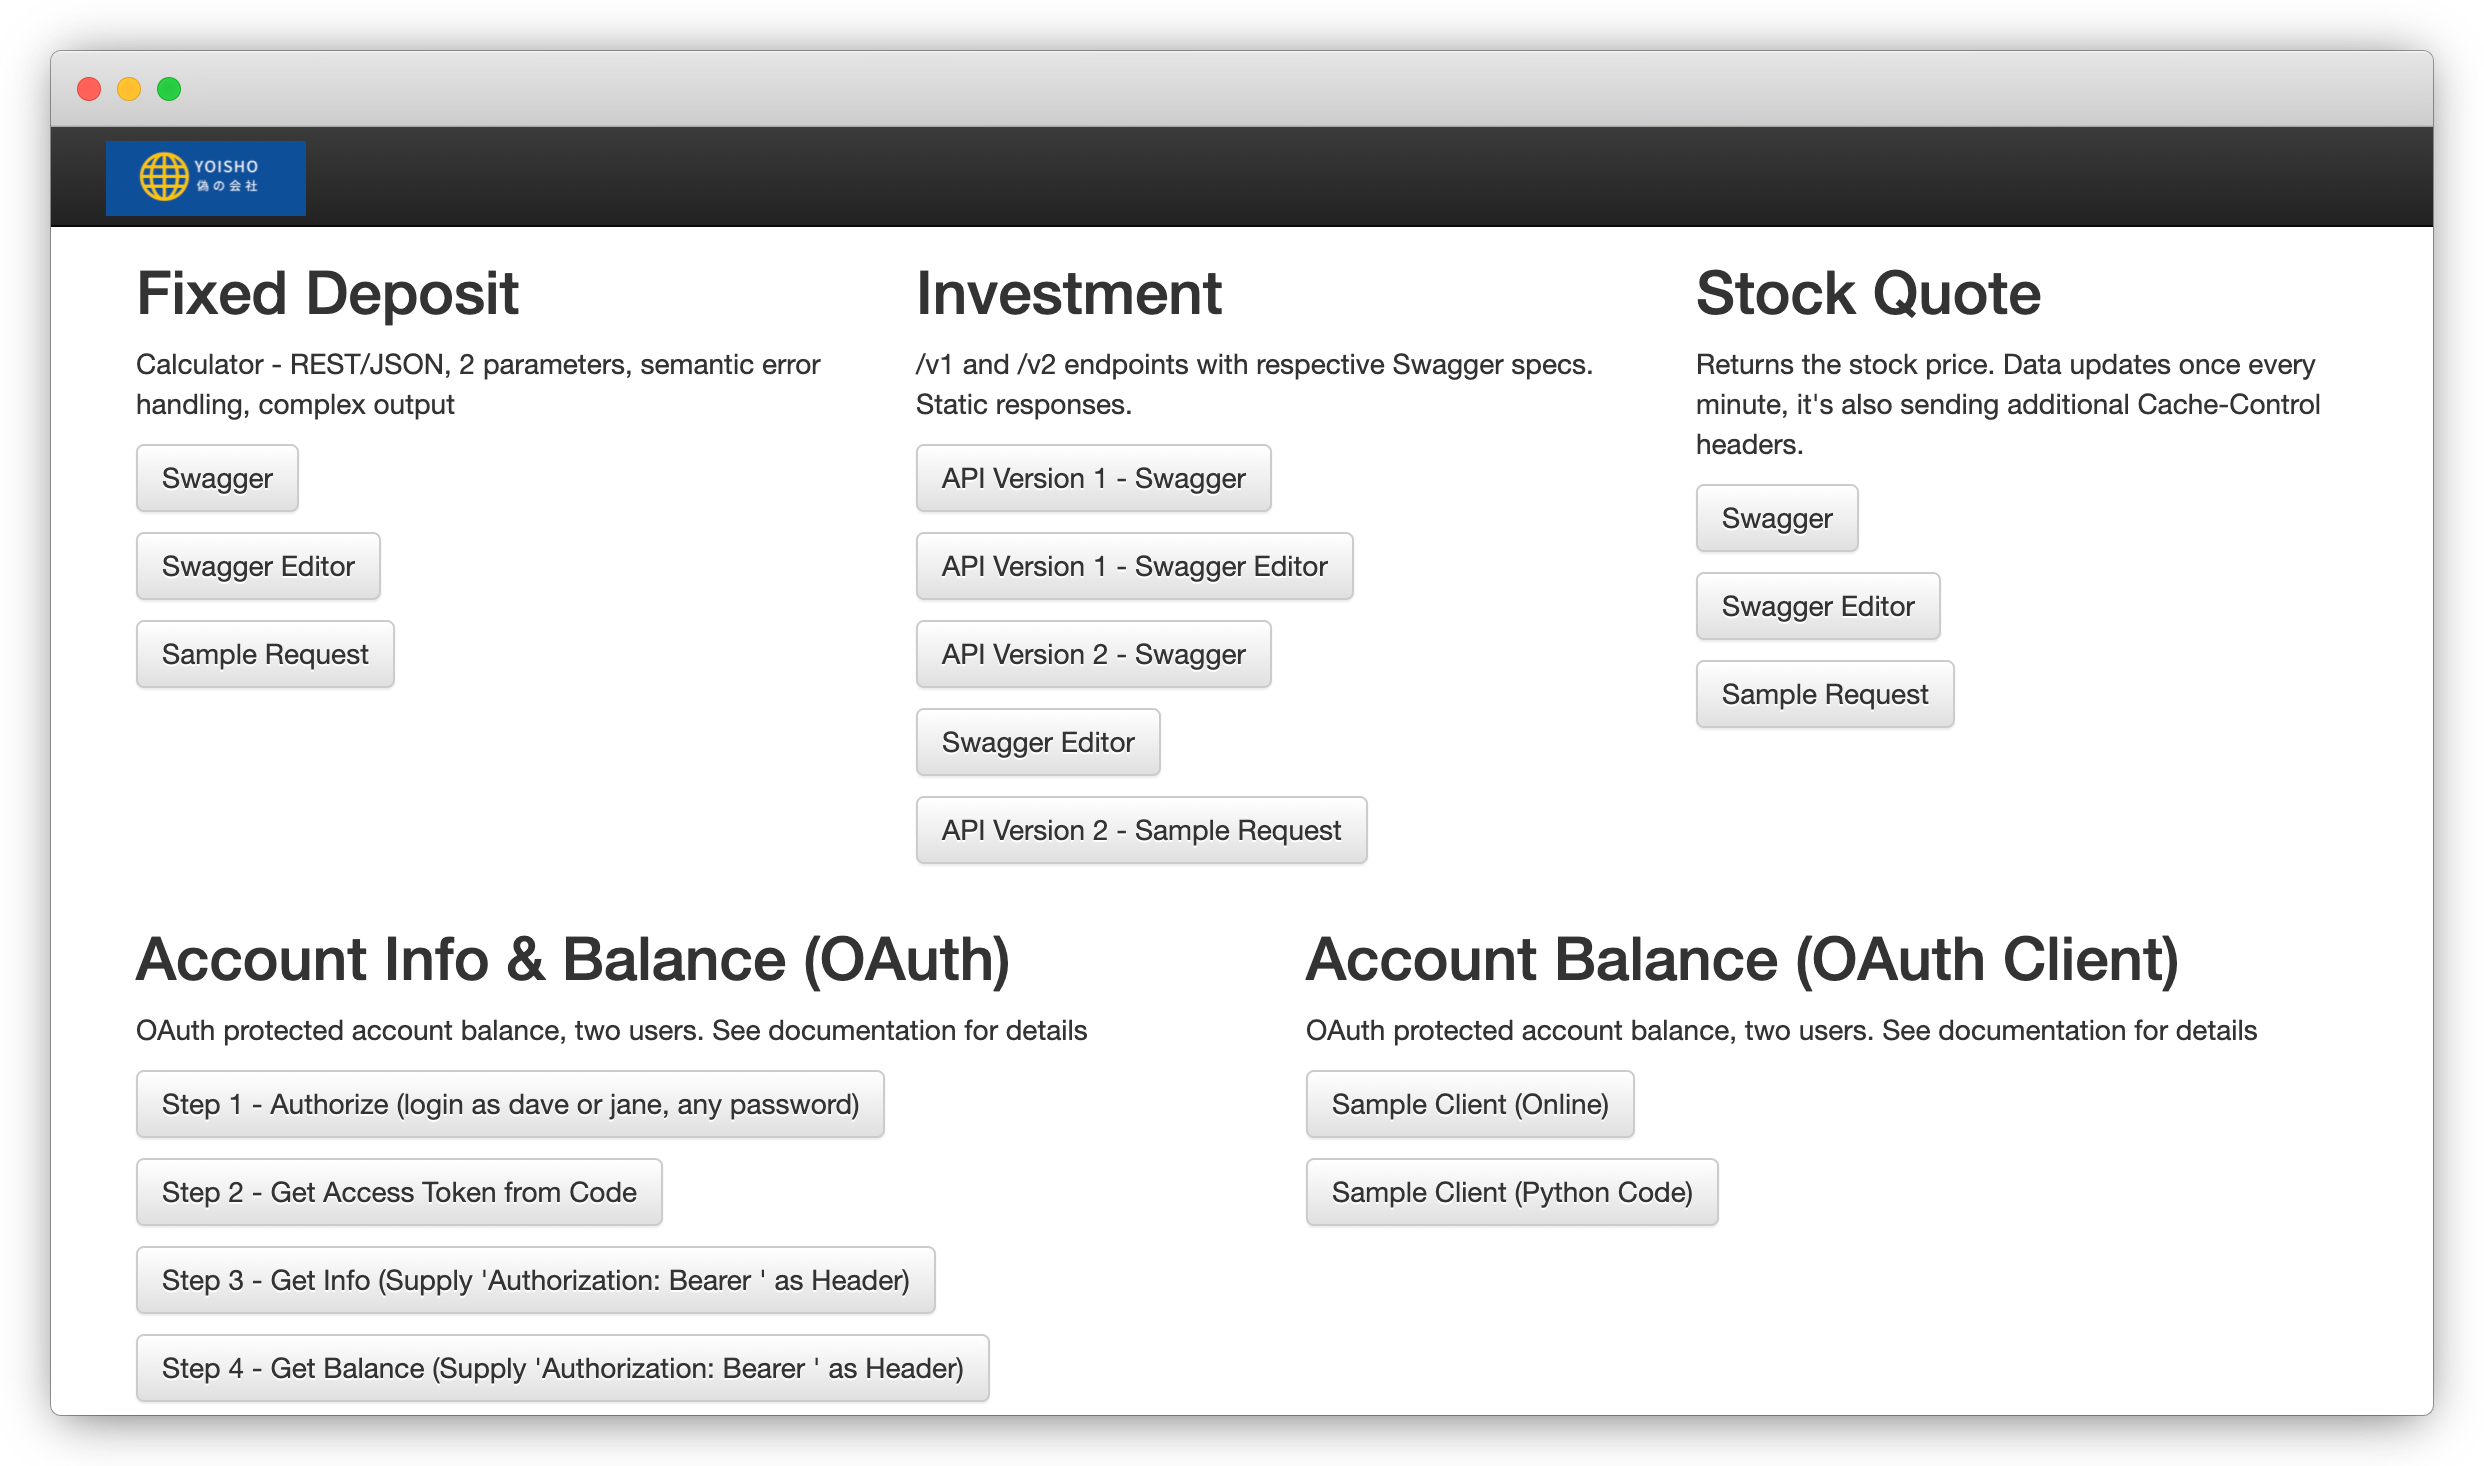 YOISHO
偽の会社
Fixed Deposit
Calculator - REST/JSON, 2 parameters, semantic error
handling, complex output
Swagger
Swagger Editor
Sample Request
Investment
/v1 and /v2 endpoints with respective Swagger specs.
Static responses.
API Version 1 - Swagger
API Version 1 - Swagger Editor
API Version 2 - Swagger
Swagger Editor
API Version 2 - Sample Request
Stock Quote
Returns the stock price. Data updates once every
minute, it's also sending additional Cache-Control
headers.
Swagger
Swagger Editor
Sample Request
Account Info & Balance (OAuth)
OAuth protected account balance, two users. See documentation for details
Step 1 - Authorize (login as dave or jane, any password)
Step 2 - Get Access Token from Code
Step 3 - Get Info (Supply 'Authorization: Bearer ' as Header)
Step 4 - Get Balance (Supply 'Authorization: Bearer ' as Header)
Account Balance (OAuth Client)
OAuth protected account balance, two users. See documentation for details
Sample Client (Online)
Sample Client (Python Code)